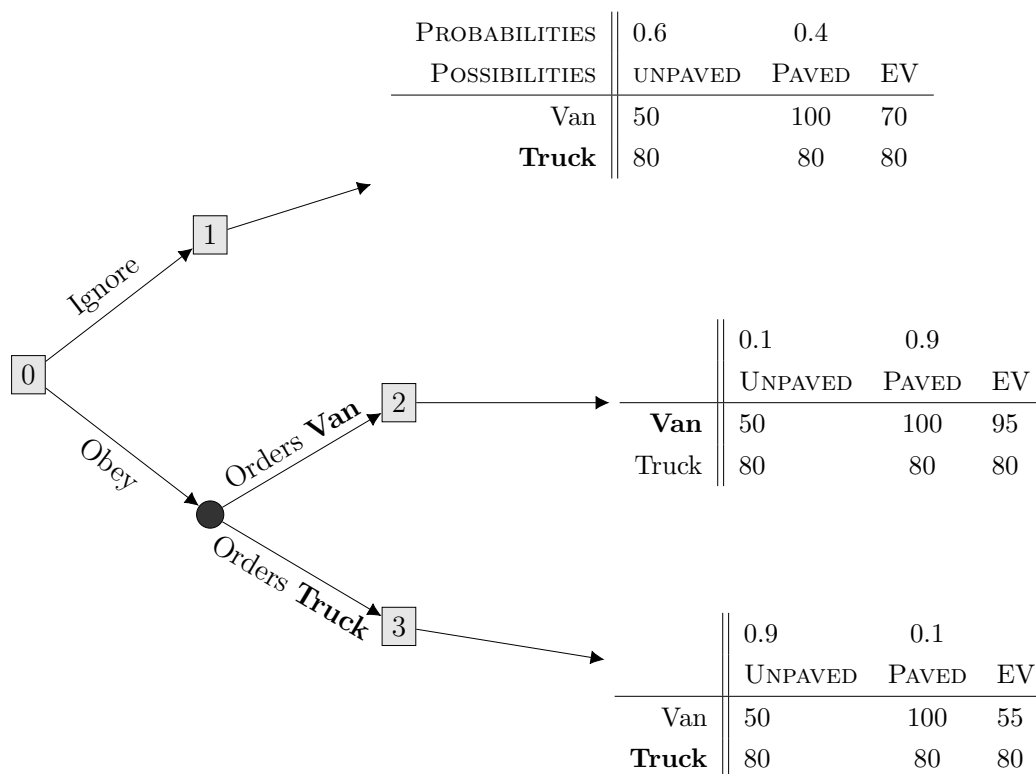 PROBABILITIES 0.6 0.4
POSSIBILITIES UNPAVED PAVED EV
Van 50 100 70
Truck 80 80 80
1
Ignore
0
0.1 0.9
UNPAVED PAVED EV
Van 50 100 95
Truck 80 80 80
2
Orders Van
Obey
Orders Truck
3
0.9 0.1
UNPAVED PAVED EV
Van 50 100 55
Truck 80 80 80